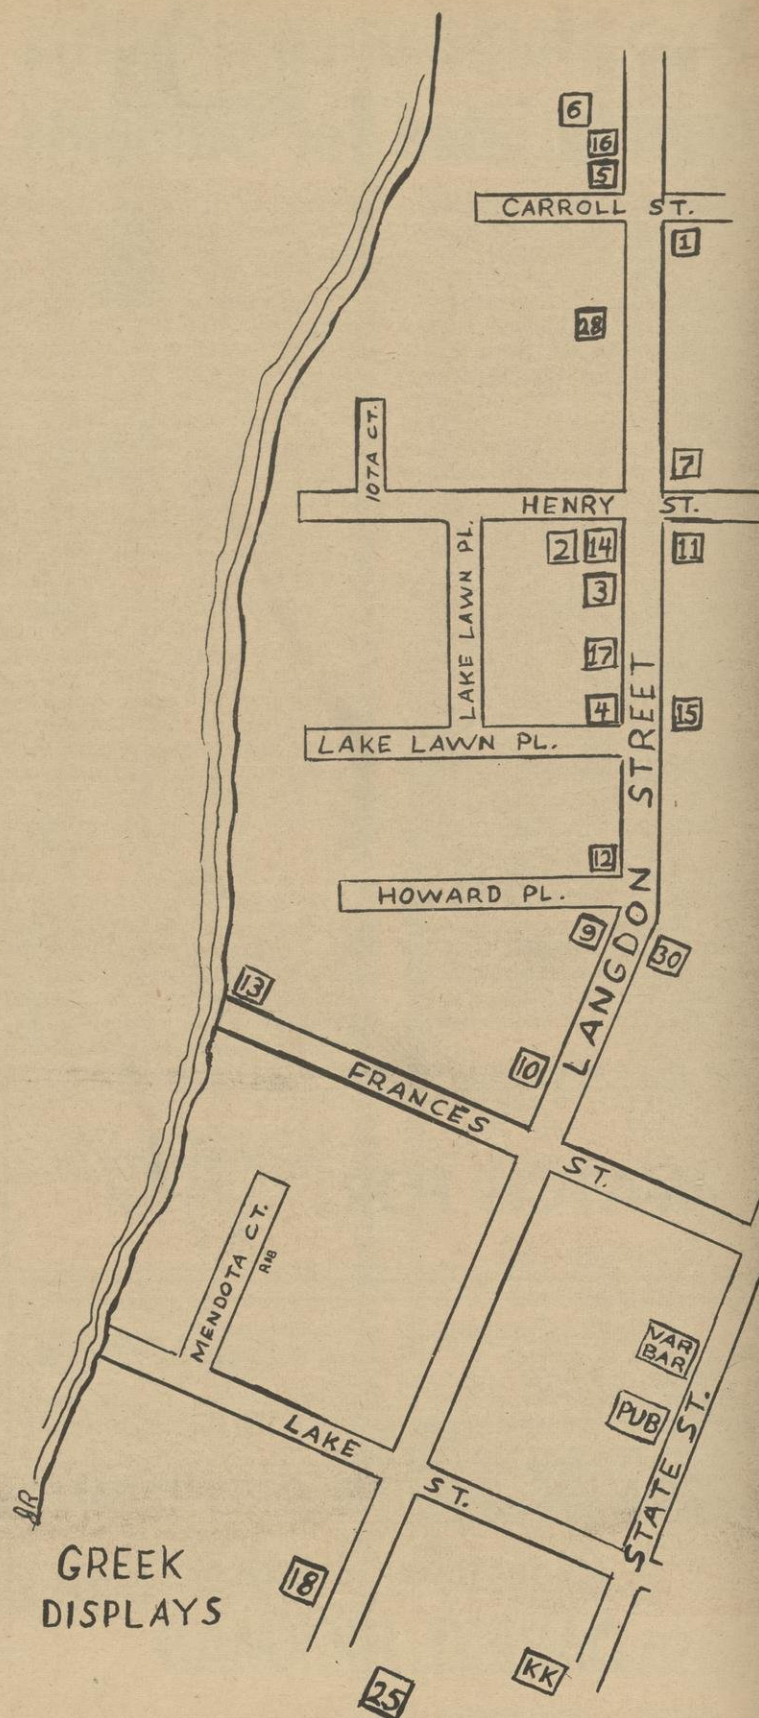 6
16
5
CARROLL ST.
1
28
IOTA CT.
7
HENRY ST.
2 14 11
3
LAKE LAWN PL.
17
4 15
LAKE LAWN PL.
LANGDON STREET
12
HOWARD PL.
9
30
13
10
FRANCES ST.
MENDOTA CT.
R&B
VAR
BAR
PUB
STATE ST.
LAKE ST.
JR
GREEK
DISPLAYS
18
KK
25